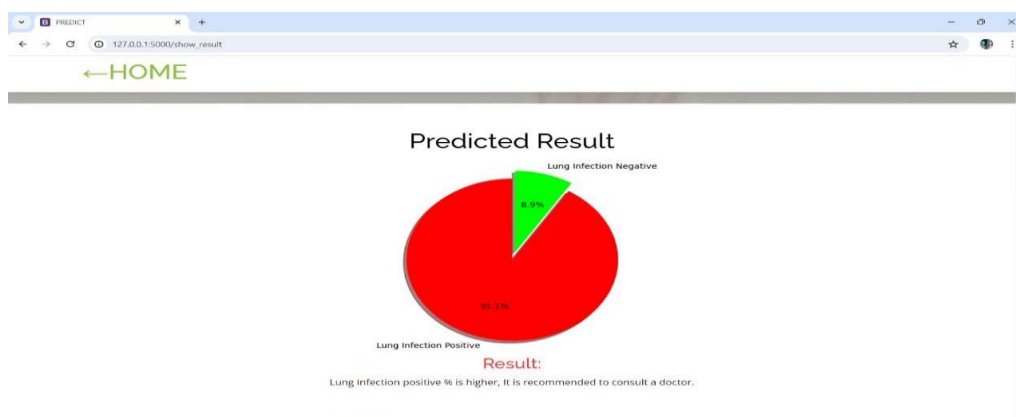 PREDICT
127.0.0.1:5000/show_result
←HOME
Predicted Result
Lung Infection Negative
8.9%
91.1%
Lung Infection Positive
Result:
Lung Infection positive % is higher, It is recommended to consult a doctor.